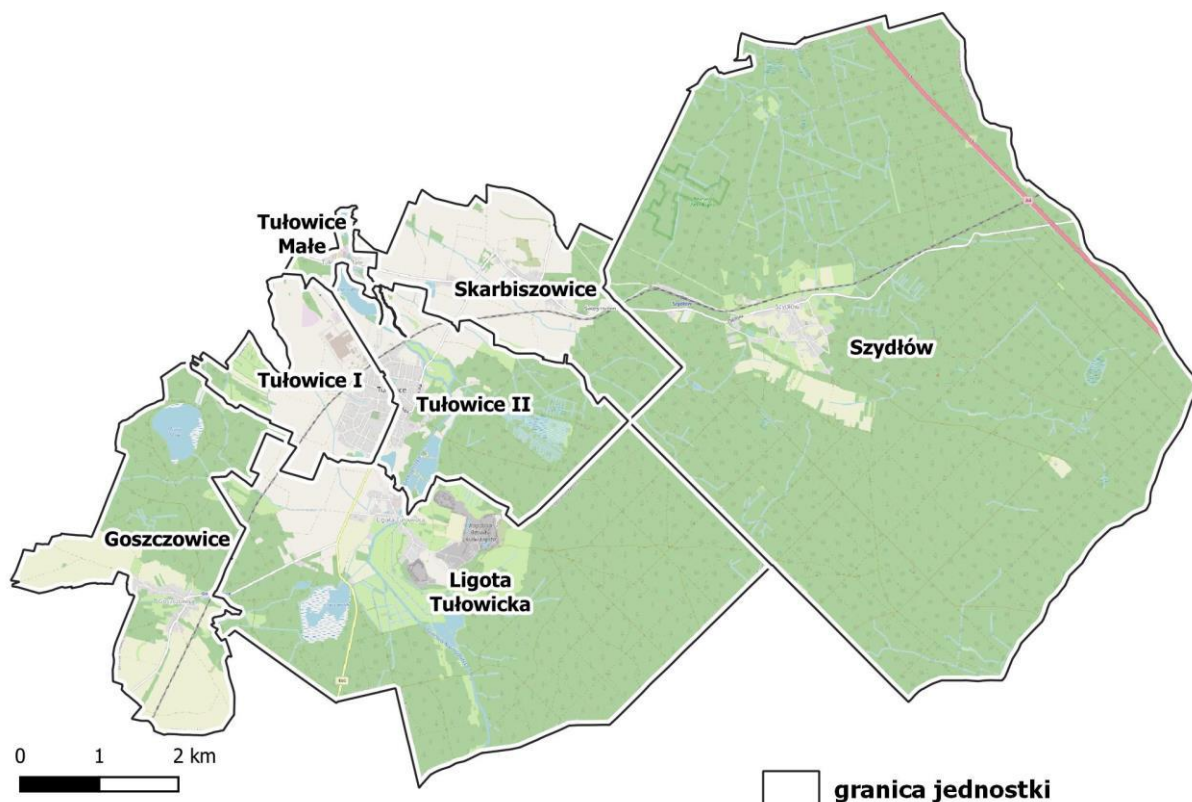 Tułowice
Małe
Skarbiszowice
Szydłów
Tułowice I
Tułowice II
Goszczowice
Ligota
Tułowicka
0 1 2 km
granica jednostki